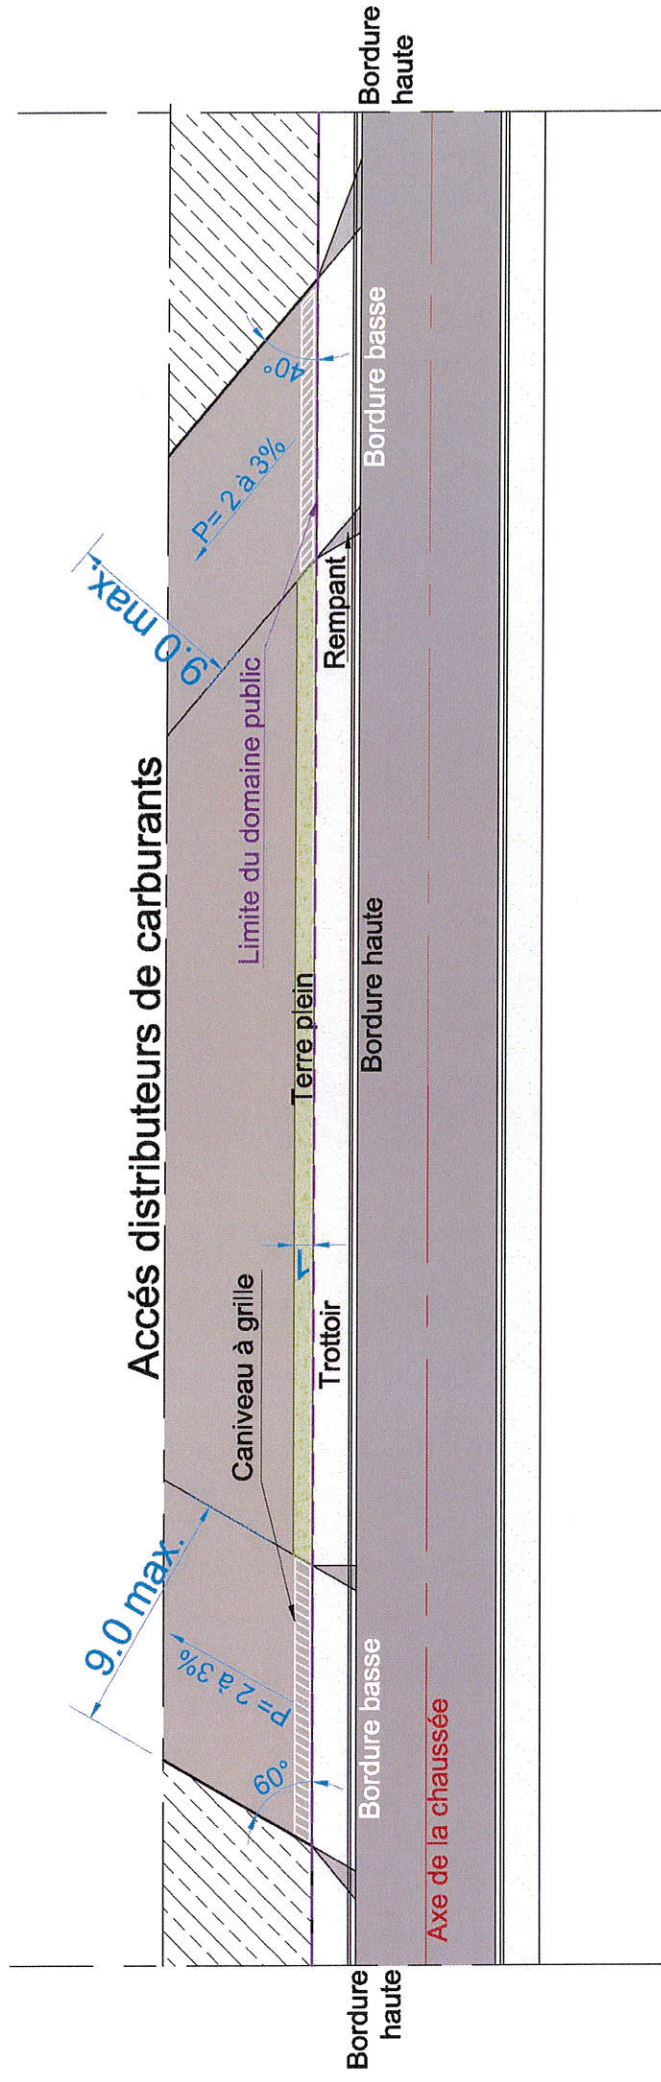 Accés distributeurs de carburants
9.0 max.
9.0 max.
P= 2 à 3%
P= 2 à 3%
60°
40°
Caniveau à grille
Limite du domaine public
Terre plein
1
Trottoir
Rempant
Bordure
haute
Bordure basse
Bordure haute
Bordure basse
Bordure
haute
Axe de la chaussée